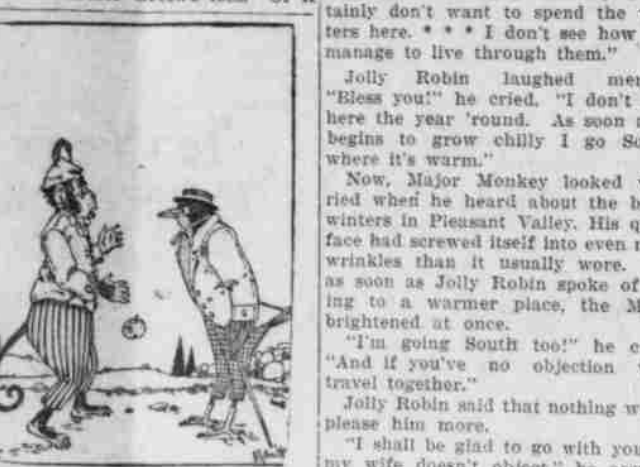 tainly don't want to spend the
ters here. * * * I don't see how
manage to live through them."
Jolly Robin laughed
"Bless you!" he cried. "I don't
here the year 'round. As soon
begins to grow chilly I go
where it's warm."
Now, Major Monkey looked
ried when he heard about the
winters in Pleasant Valley. His
face had screwed itself into even
wrinkles than it usually wore.
as soon as Jolly Robin spoke of
ing to a warmer place, the
brightened at once.
"I'm going South too!" he
"And if you've no objection
travel together."
Jolly Robin said that nothing
please him more.
"I shall be glad to go with
my wife doesn't